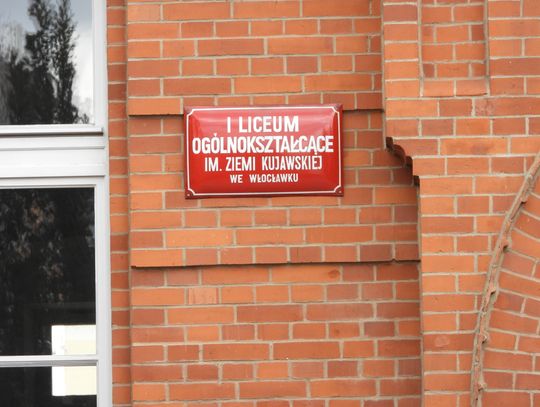 I LICEUM
OGÓLNOKSZTAŁCĄCE
IM. ZIEMI KUJAWSKIEJ
WE WŁOCŁAWKU